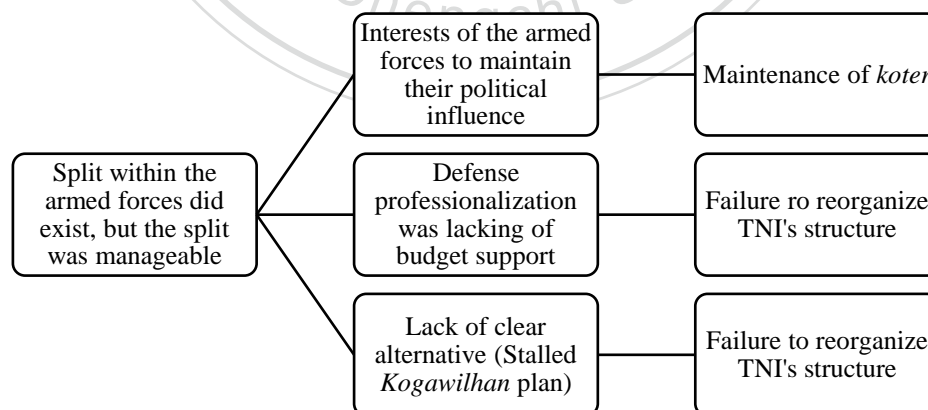 Interests of the armed
forces to maintain
their political
influence
Maintenance of koter
Split within the
armed forces did
exist, but the split
was manageable
Defense
professionalization
was lacking of
budget support
Failure ro reorganize
TNI's structure
Lack of clear
alternative (Stalled
Kogawilhan plan)
Failure to reorganize
TNI's structure